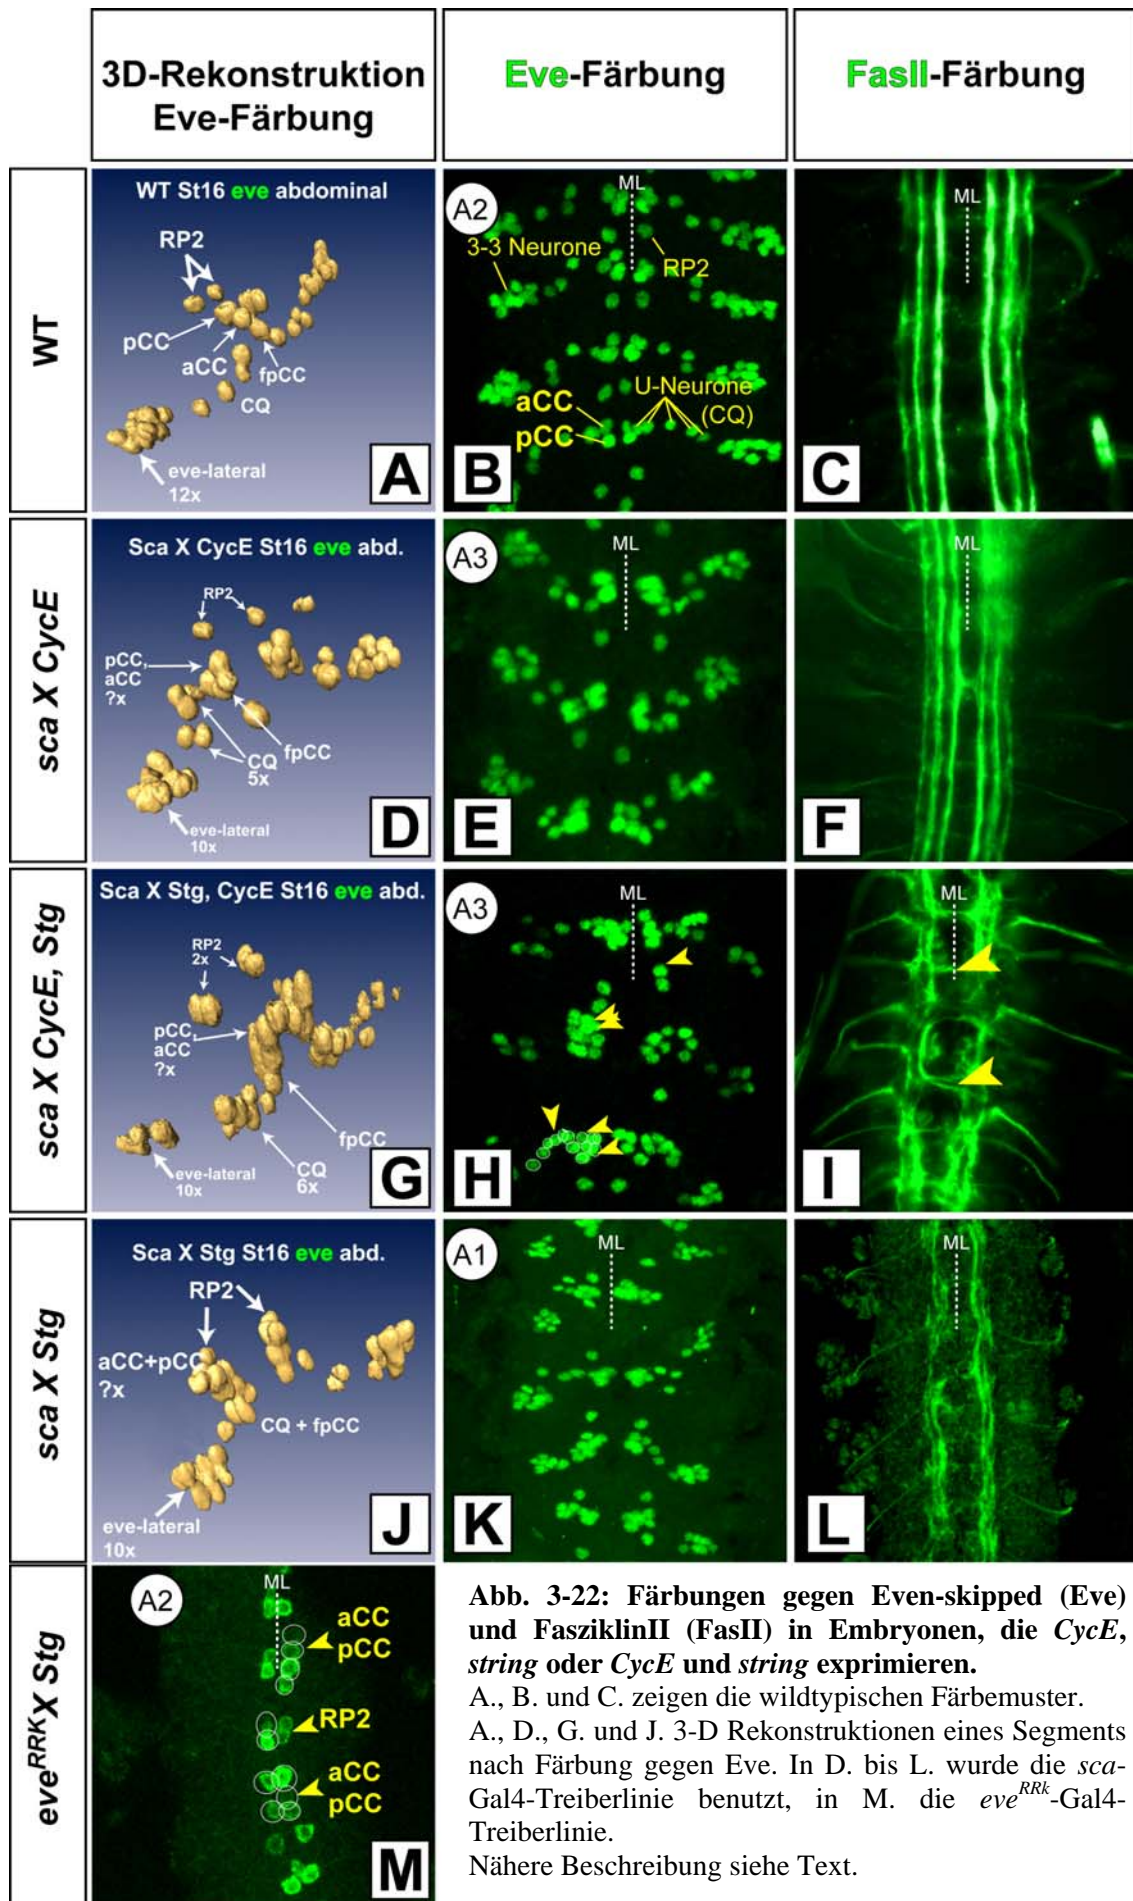 3D-Rekonstruktion
Eve-Färbung
Eve-Färbung
FasII-Färbung
WT
WT St16 eve abdominal
RP2
pCC
aCC
fpCC
CQ
eve-lateral
12x
A
A2
ML
3-3 Neurone
RP2
aCC
pCC
U-Neurone
(CQ)
B
ML
C
sca X CycE
Sca X CycE St16 eve abd.
RP2
pCC,
aCC
?x
fpCC
CQ
5x
eve-lateral
10x
D
A3
ML
E
ML
F
sca X CycE, Stg
Sca X Stg, CycE St16 eve abd.
RP2
2x
pCC,
aCC
?x
fpCC
CQ
6x
eve-lateral
10x
G
A3
ML
H
ML
I
sca X Stg
Sca X Stg St16 eve abd.
RP2
aCC+pCC
?x
CQ + fpCC
eve-lateral
10x
J
A1
ML
K
ML
L
eveRRK X Stg
A2
ML
aCC
pCC
RP2
aCC
pCC
M
Abb. 3-22: Färbungen gegen Even-skipped (Eve)
und FasziklinII (FasII) in Embryonen, die CycE,
string oder CycE und string exprimieren.
A., B. und C. zeigen die wildtypischen Färbemuster.
A., D., G. und J. 3-D Rekonstruktionen eines Segments
nach Färbung gegen Eve. In D. bis L. wurde die sca-
Gal4-Treiberlinie benutzt, in M. die eveRRk-Gal4-
Treiberlinie.
Nähere Beschreibung siehe Text.